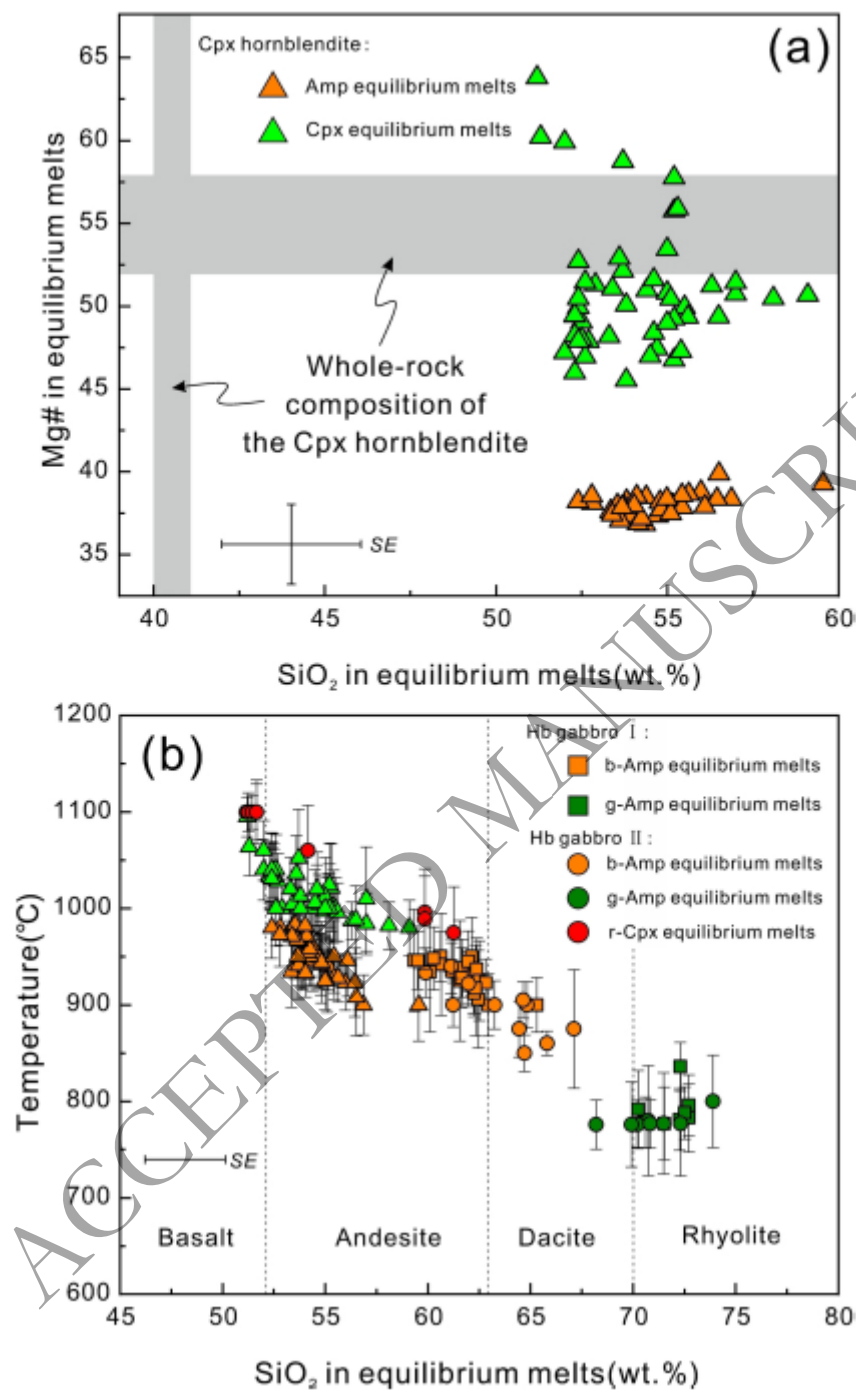 (a)
Cpx hornblendite:
Amp equilibrium melts
Cpx equilibrium melts
65
60
55
50
45
40
35
Mg# in equilibrium melts
Whole-rock
composition of
the Cpx hornblendite
SE
40
45
50
55
60
SiO₂ in equilibrium melts(wt.%)
(b)
Hb gabbro Ⅰ:
b-Amp equilibrium melts
g-Amp equilibrium melts
Hb gabbro Ⅱ:
b-Amp equilibrium melts
g-Amp equilibrium melts
r-Cpx equilibrium melts
1200
1100
1000
900
800
700
600
Temperature(℃)
SE
Basalt
Andesite
Dacite
Rhyolite
45
50
55
60
65
70
75
80
SiO₂ in equilibrium melts(wt.%)
ACCEPTED MANUSCRI